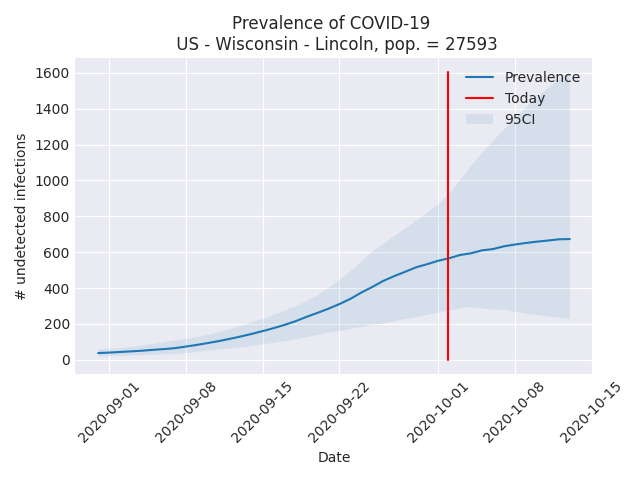 Prevalence of COVID-19
US - Wisconsin - Lincoln, pop. = 27593
1600
1400
1200
1000
800
600
400
200
0
# undetected infections
Prevalence
Today
95CI
2020-09-01
2020-09-08
2020-09-15
2020-09-22
2020-10-01
2020-10-08
2020-10-15
Date